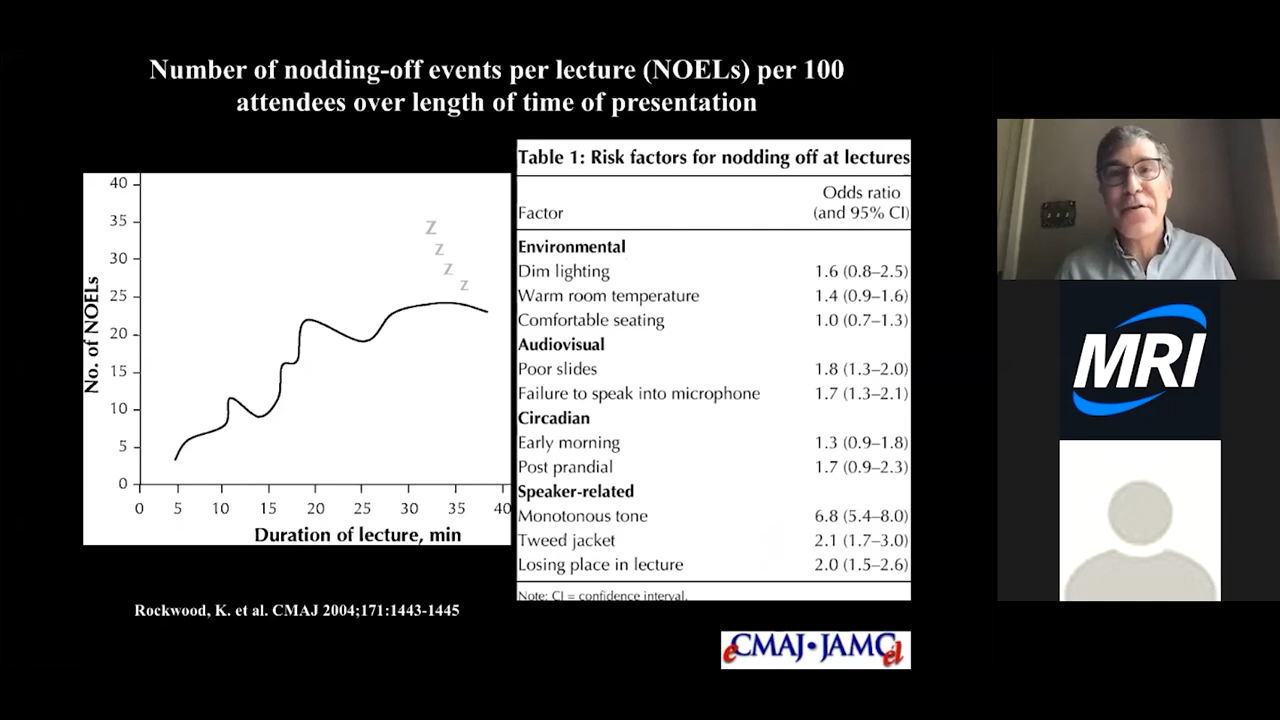 Number of nodding-off events per lecture (NOELs) per 100
attendees over length of time of presentation
No. of NOELs
40
35
30
25
20
15
10
5
0
Z
Z
Z
Z
0 5 10 15 20 25 30 35 40
Duration of lecture, min
Table 1: Risk factors for nodding off at lectures
Odds ratio
Factor (and 95% CI)
Environmental
Dim lighting 1.6 (0.8–2.5)
Warm room temperature 1.4 (0.9–1.6)
Comfortable seating 1.0 (0.7–1.3)
Audiovisual
Poor slides 1.8 (1.3–2.0)
Failure to speak into microphone 1.7 (1.3–2.1)
Circadian
Early morning 1.3 (0.9–1.8)
Post prandial 1.7 (0.9–2.3)
Speaker-related
Monotonous tone 6.8 (5.4–8.0)
Tweed jacket 2.1 (1.7–3.0)
Losing place in lecture 2.0 (1.5–2.6)
Note: CI = confidence interval.
Rockwood, K. et al. CMAJ 2004;171:1443-1445
eCMAJ•JAMCél
MRI